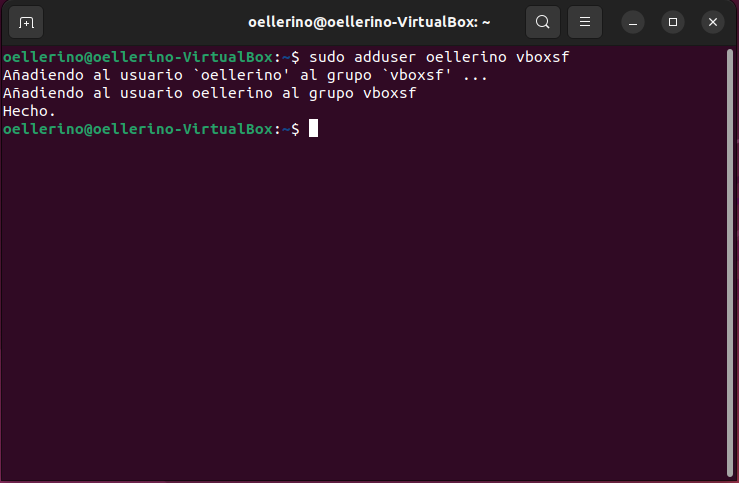 oellerino@oellerino-VirtualBox: ~
oellerino@oellerino-VirtualBox:~$ sudo adduser oellerino vboxsf
Añadiendo al usuario `oellerino' al grupo `vboxsf' ...
Añadiendo al usuario oellerino al grupo vboxsf
Hecho.
oellerino@oellerino-VirtualBox:~$